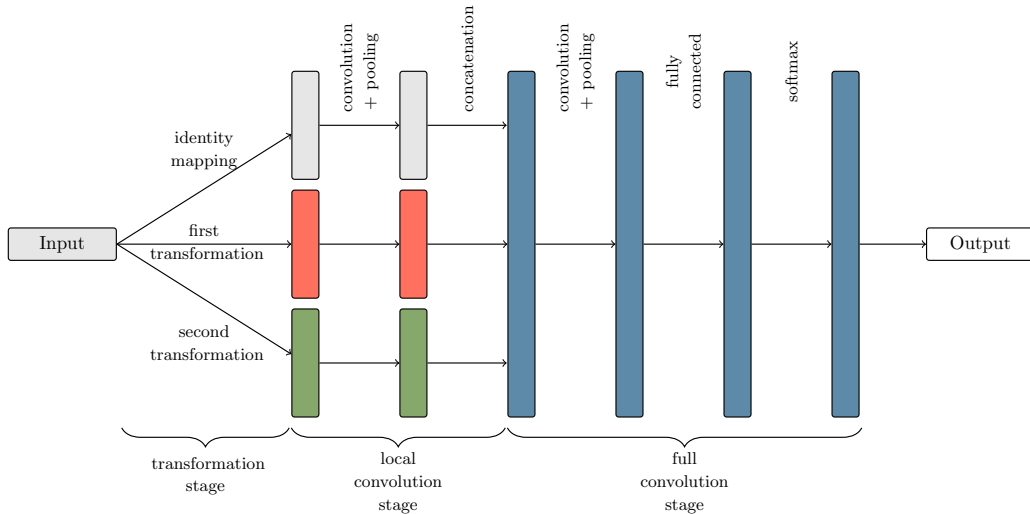 convolution
+ pooling
concatenation
convolution
+ pooling
fully
connected
softmax
identity
mapping
Input
first
transformation
Output
second
transformation
transformation
stage
local
convolution
stage
full
convolution
stage